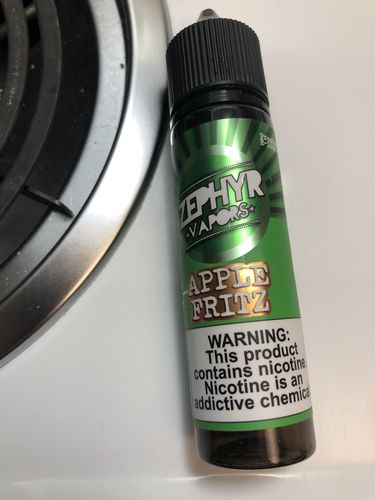 ZEPHYR
VAPORS
APPLE
FRITZ
WARNING:
This product
contains nicotine.
Nicotine is an
addictive chemical